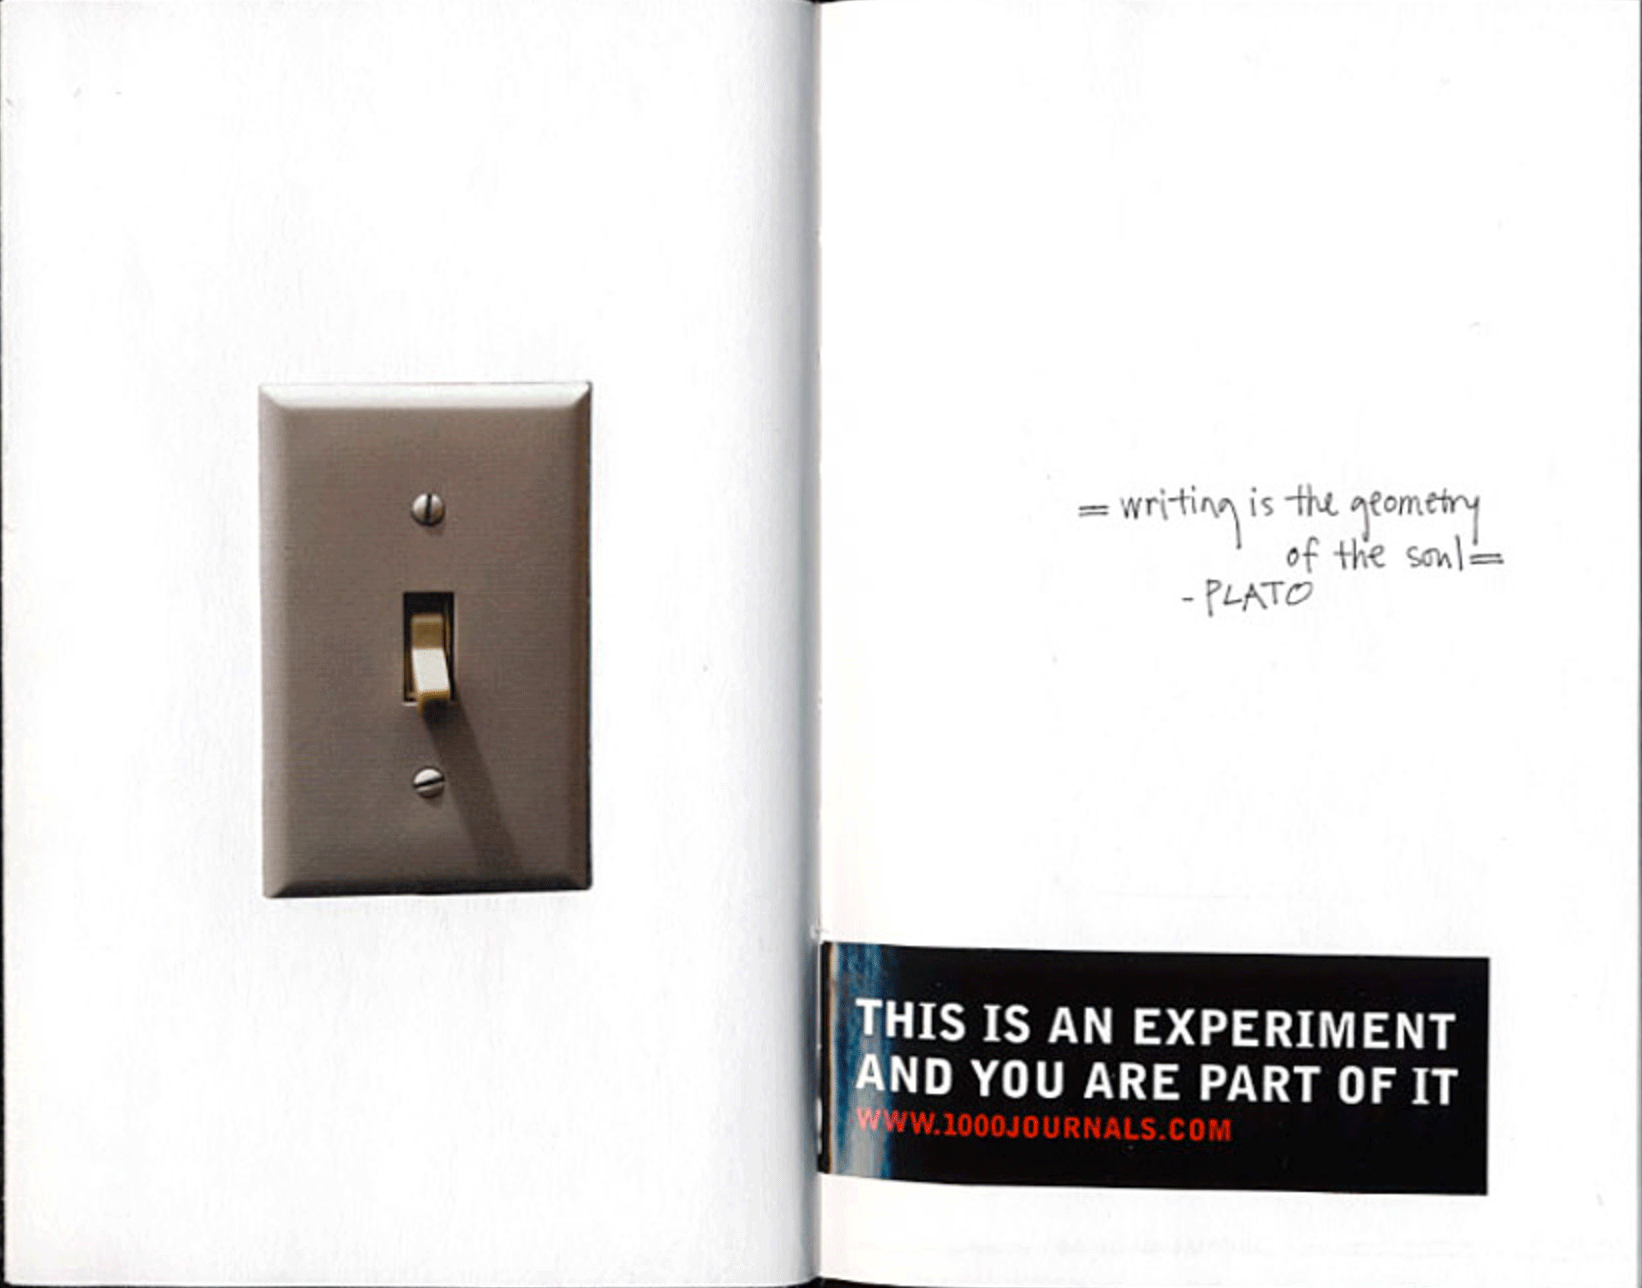 = writing is the geometry
of the soul =
- PLATO
THIS IS AN EXPERIMENT
AND YOU ARE PART OF IT
WWW.1000JOURNALS.COM